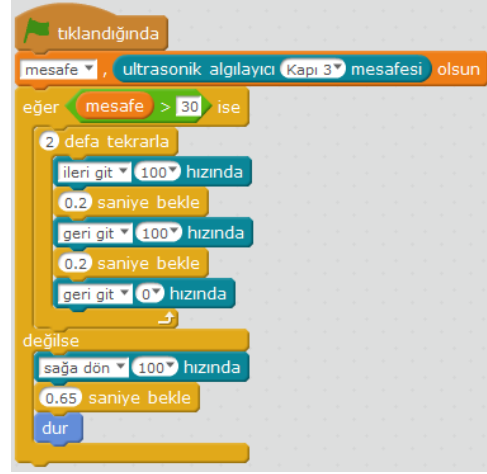 tıklandığında
mesafe , ultrasonik algılayıcı Kapı 3 mesafesi olsun
eğer mesafe > 30 ise
2 defa tekrarla
ileri git 100 hızında
0.2 saniye bekle
geri git 100 hızında
0.2 saniye bekle
geri git 0 hızında
değilse
sağa dön 100 hızında
0.65 saniye bekle
dur